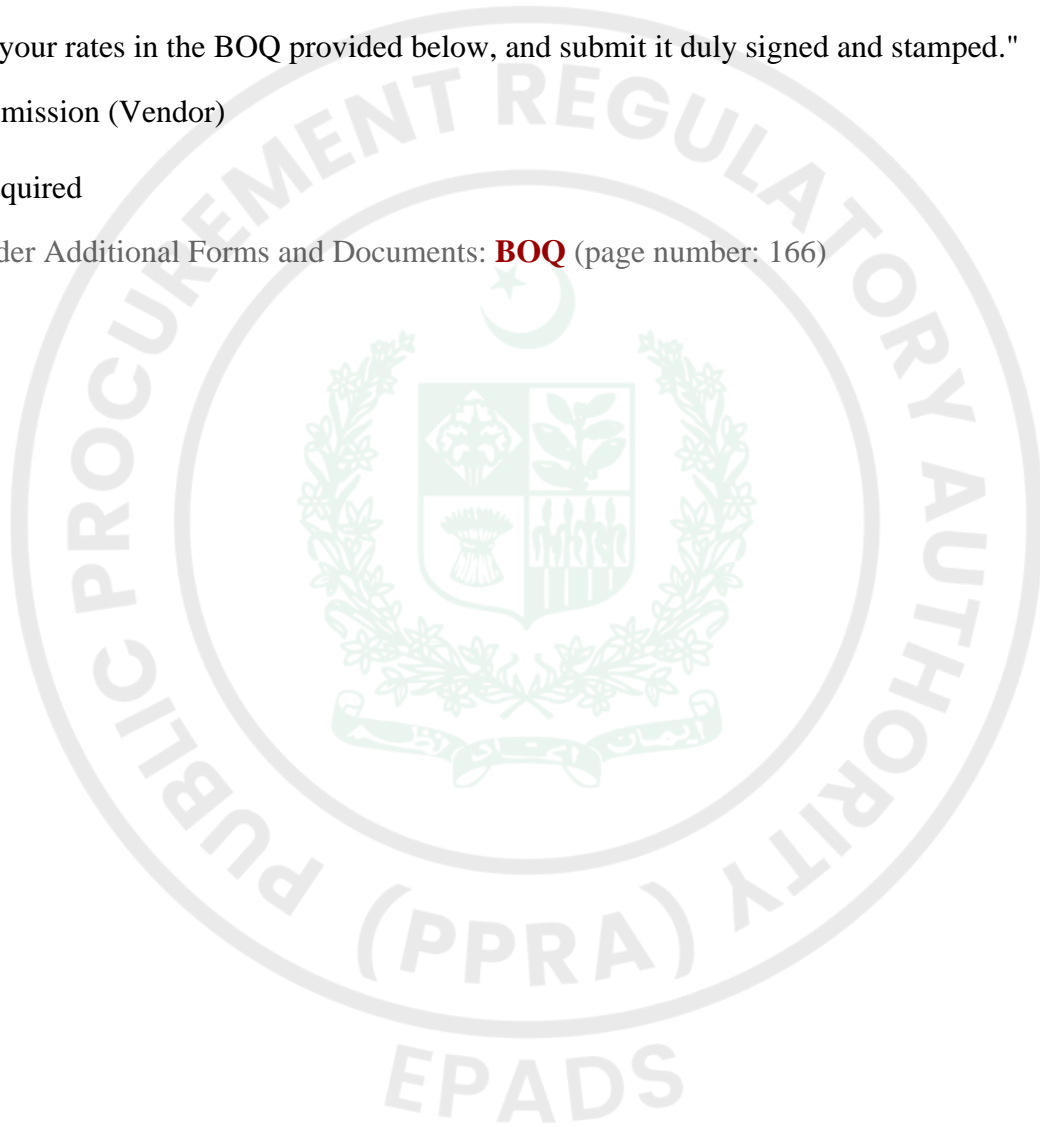 your rates in the BOQ provided below, and submit it duly signed and stamped."
mission (Vendor)
quired
der Additional Forms and Documents: BOQ (page number: 166)
PUBLIC PROCUREMENT REGULATORY AUTHORITY
(PPRA)
EPADS